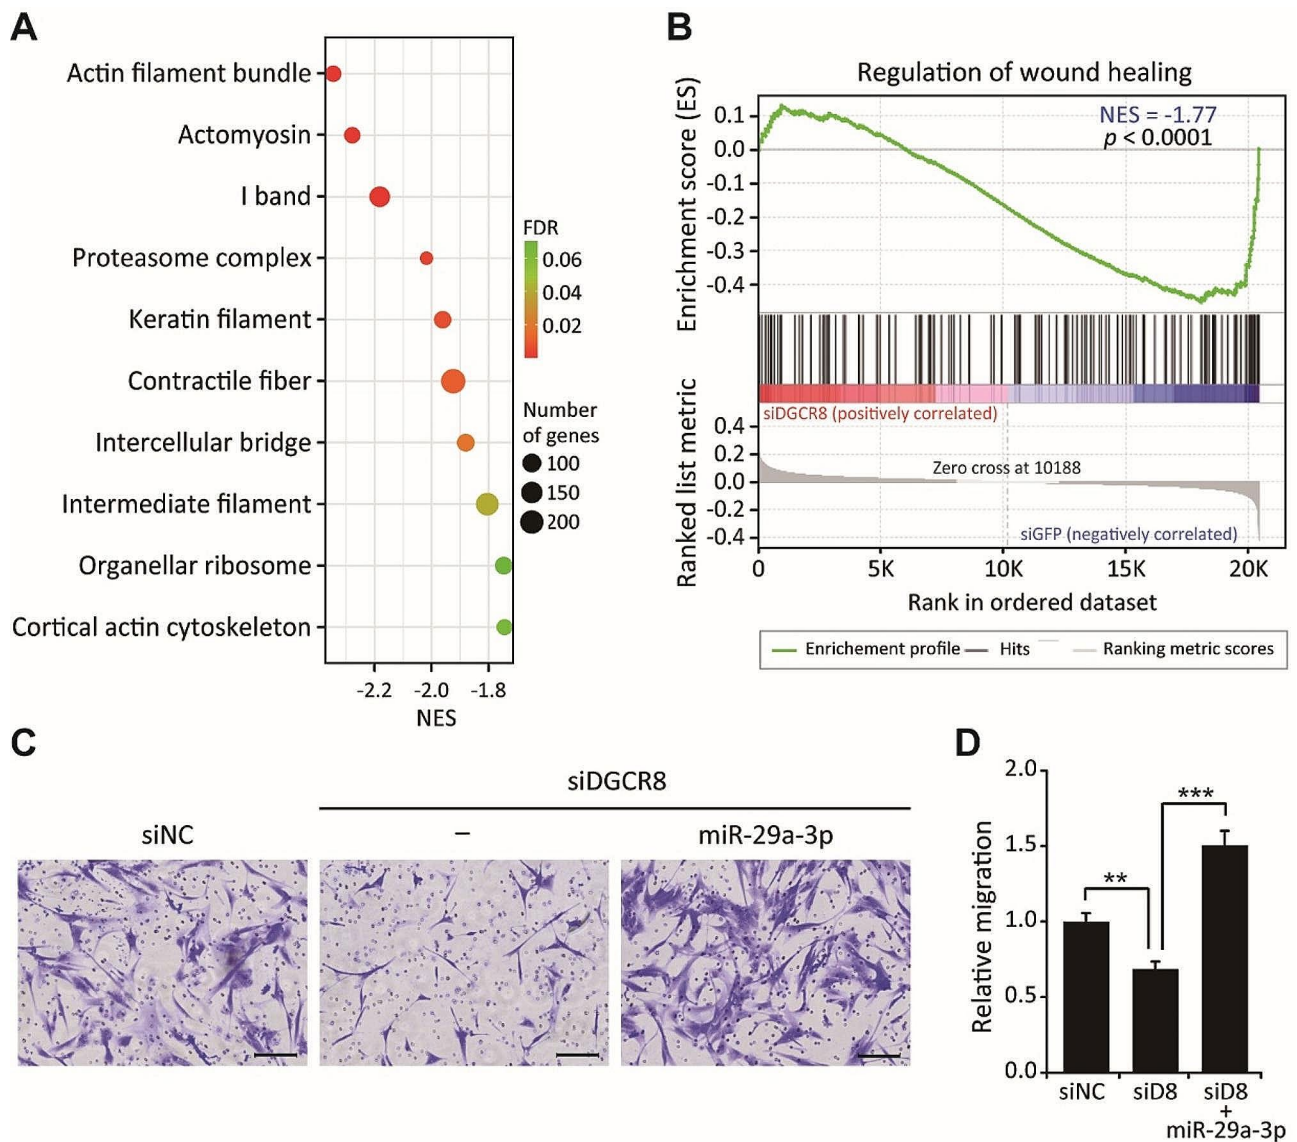 A
Actin filament bundle
Actomyosin
I band
Proteasome complex
Keratin filament
Contractile fiber
Intercellular bridge
Intermediate filament
Organellar ribosome
Cortical actin cytoskeleton
-2.2 -2.0 -1.8
NES
FDR
0.06
0.04
0.02
Number
of genes
100
150
200
B
Regulation of wound healing
NES = -1.77
p < 0.0001
Enrichment score (ES)
0.1
0.0
-0.1
-0.2
-0.3
-0.4
siDGCR8 (positively correlated)
Ranked list metric
0.4
0.2
0.0
-0.2
-0.4
Zero cross at 10188
siGFP (negatively correlated)
0 5K 10K 15K 20K
Rank in ordered dataset
Enrichement profile Hits Ranking metric scores
C
siDGCR8
siNC – miR-29a-3p
D
Relative migration
2.0
1.5
1.0
0.5
0.0
**
***
siNC siD8 siD8
+
miR-29a-3p